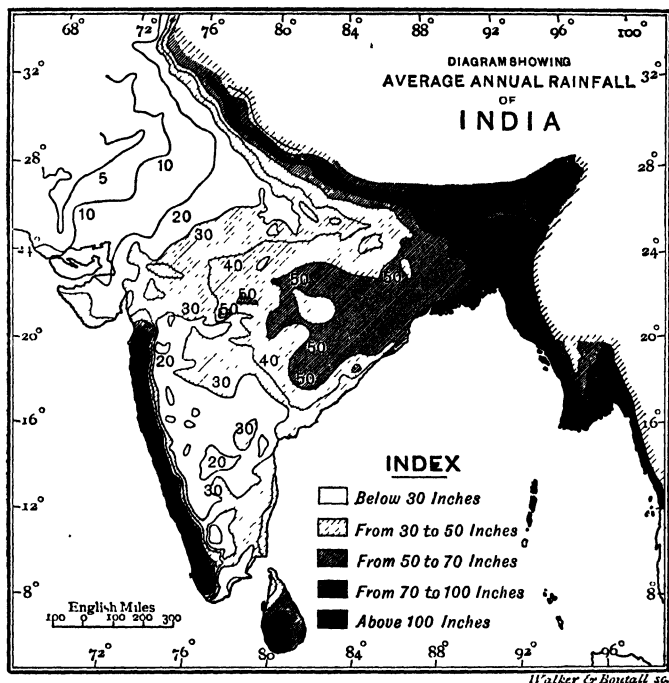 68° 72° 76° 80° 84° 88° 92° 96° 100°
DIAGRAM SHOWING
AVERAGE ANNUAL RAINFALL
OF
INDIA
32° 32°
28° 28°
10
5
10
20
24° 24°
30
40
50 50
50
50
30
20° 20°
20
40
50
30
50
16° 16°
30
20
30
12° 12°
8° 8°
INDEX
Below 30 Inches
From 30 to 50 Inches
From 50 to 70 Inches
From 70 to 100 Inches
Above 100 Inches
English Miles
100 0 100 200 300
72° 76° 80 84° 88° 92° 96°
Walker & Boutall sc.